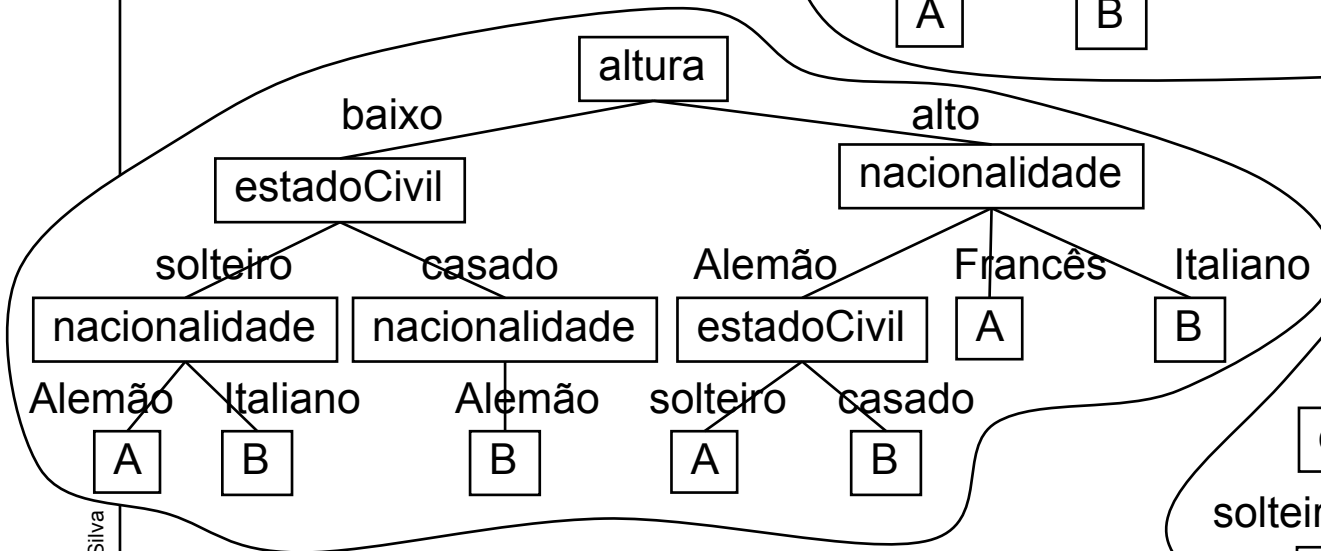 A B
altura
baixo alto
estadoCivil nacionalidade
solteiro casado Alemão Francês Italiano
nacionalidade nacionalidade estadoCivil A B
Alemão Italiano Alemão solteiro casado
A B B A B
Silva